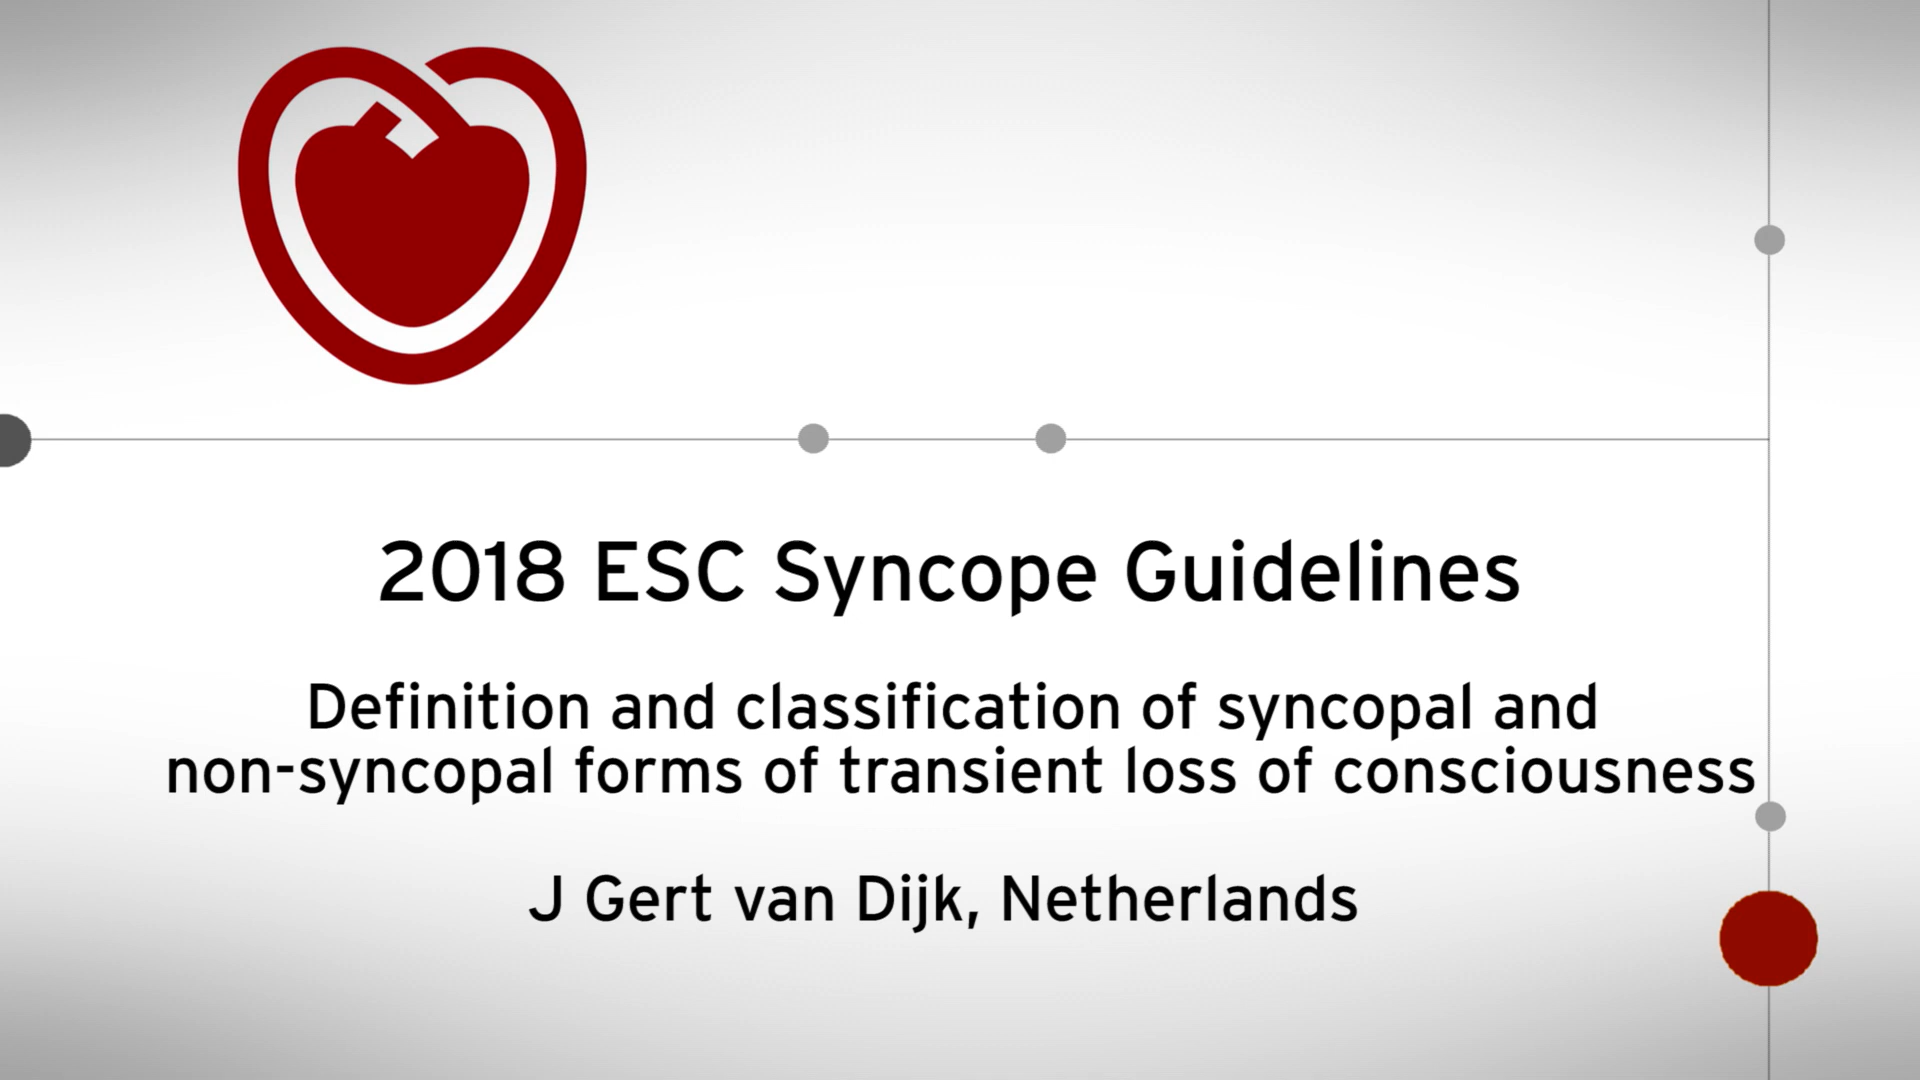 2018 ESC Syncope Guidelines
Definition and classification of syncopal and
non-syncopal forms of transient loss of consciousness
J Gert van Dijk, Netherlands